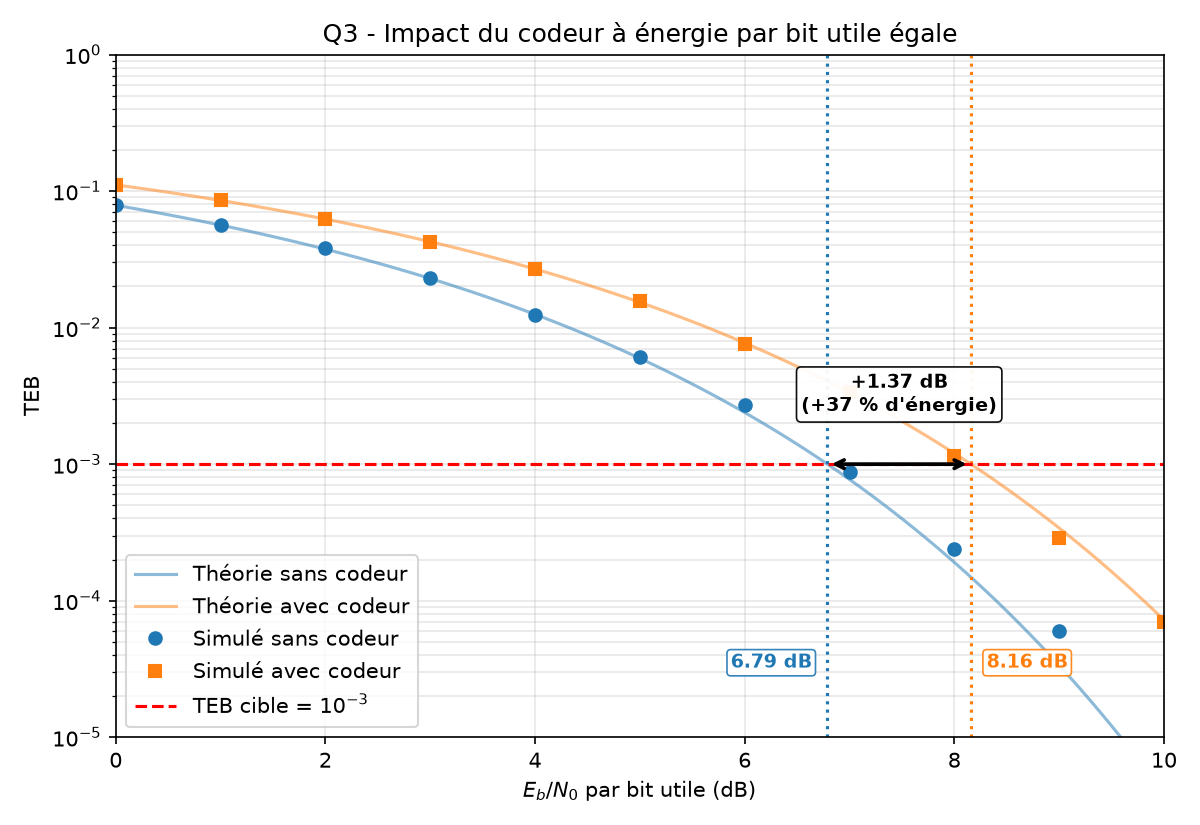 Q3 - Impact du codeur à énergie par bit utile égale
10⁰
10⁻¹
10⁻²
10⁻³
10⁻⁴
10⁻⁵
TEB
+1.37 dB
(+37 % d'énergie)
Théorie sans codeur
Théorie avec codeur
Simulé sans codeur
Simulé avec codeur
TEB cible = 10⁻³
6.79 dB
8.16 dB
0 2 4 6 8 10
E_b/N_0 par bit utile (dB)